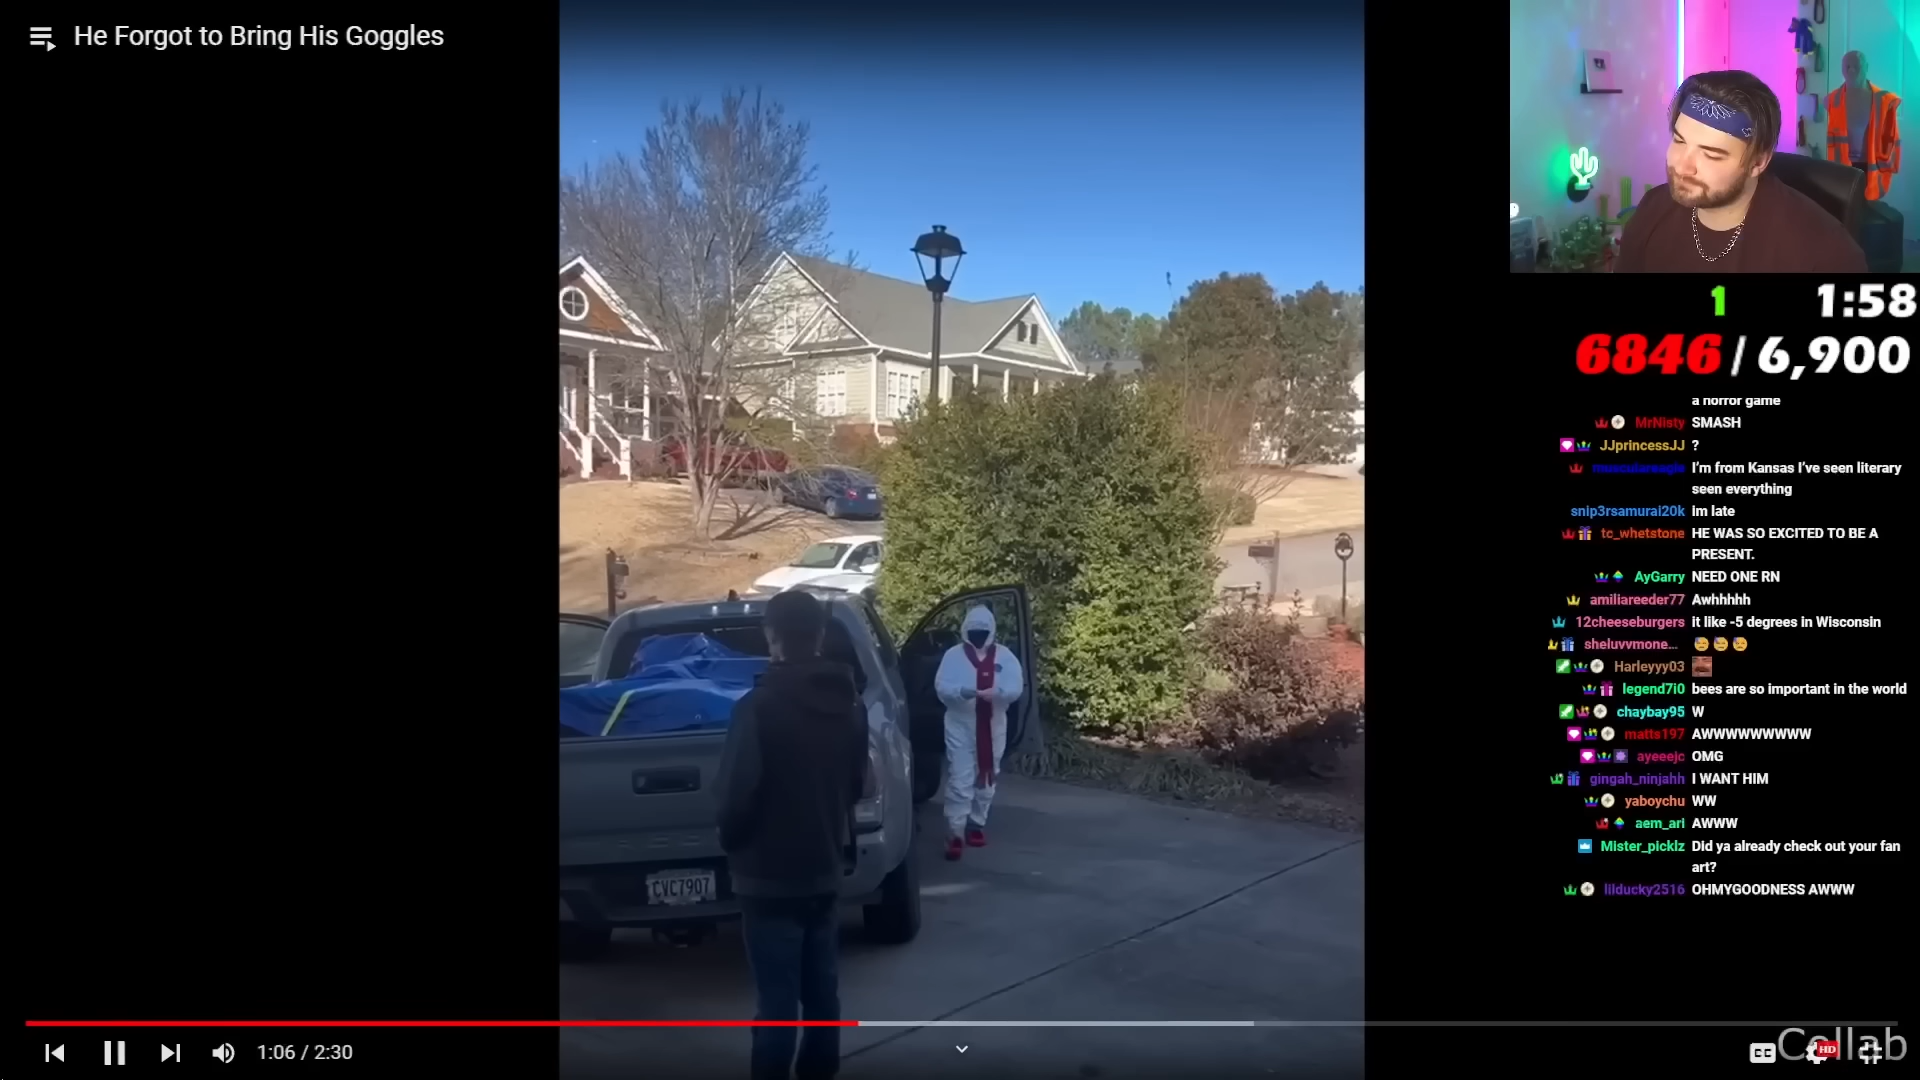 He Forgot to Bring His Goggles
1 1:58
6846 / 6,900
a horror game
MrNisty SMASH
JJprincessJJ ?
I'm from Kansas I've seen literary
seen everything
snip3rsamurai20k im late
tc_whetstone HE WAS SO EXCITED TO BE A
PRESENT.
AyGarry NEED ONE RN
amiliareeder77 Awhhhhh
12cheeseburgers it like -5 degrees in Wisconsin
sheluvvmone...
Harleyyy03
legend7i0 bees are so important in the world
chaybay95 W
matts197 AWWWWWWWWW
ayeeejc OMG
gingah_ninjahh I WANT HIM
yaboychu WW
aem_ari AWWW
Mister_picklz Did ya already check out your fan
art?
lilducky2516 OHMYGOODNESS AWWW
CVC7907
1:06 / 2:30
CC HD
Collab